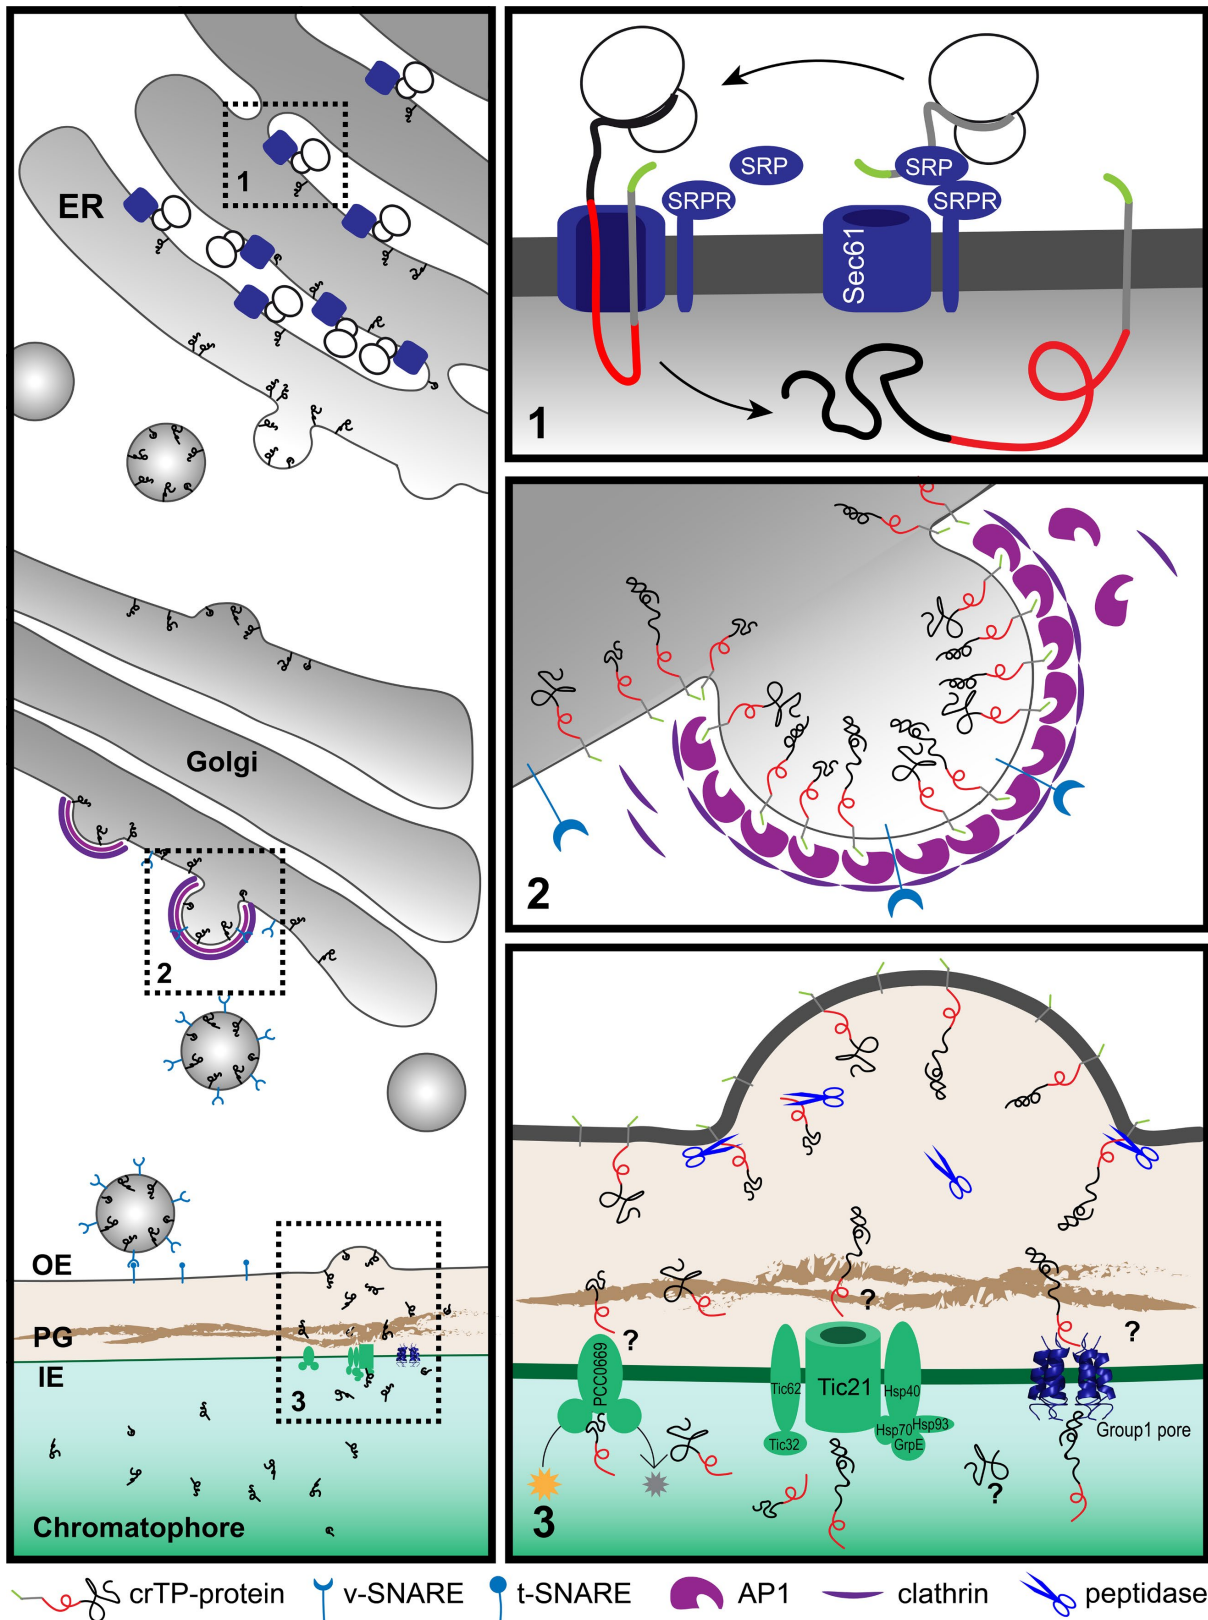 ER
1
Golgi
2
OE
PG
IE
3
Chromatophore
SRP
SRP
SRPR
SRPR
Sec61
1
2
?
?
?
PCC0669
Tic62
Tic21
Hsp40
Hsp70
Hsp93
GrpE
Tic32
Group1 pore
?
3
crTP-protein
v-SNARE
t-SNARE
AP1
clathrin
peptidase